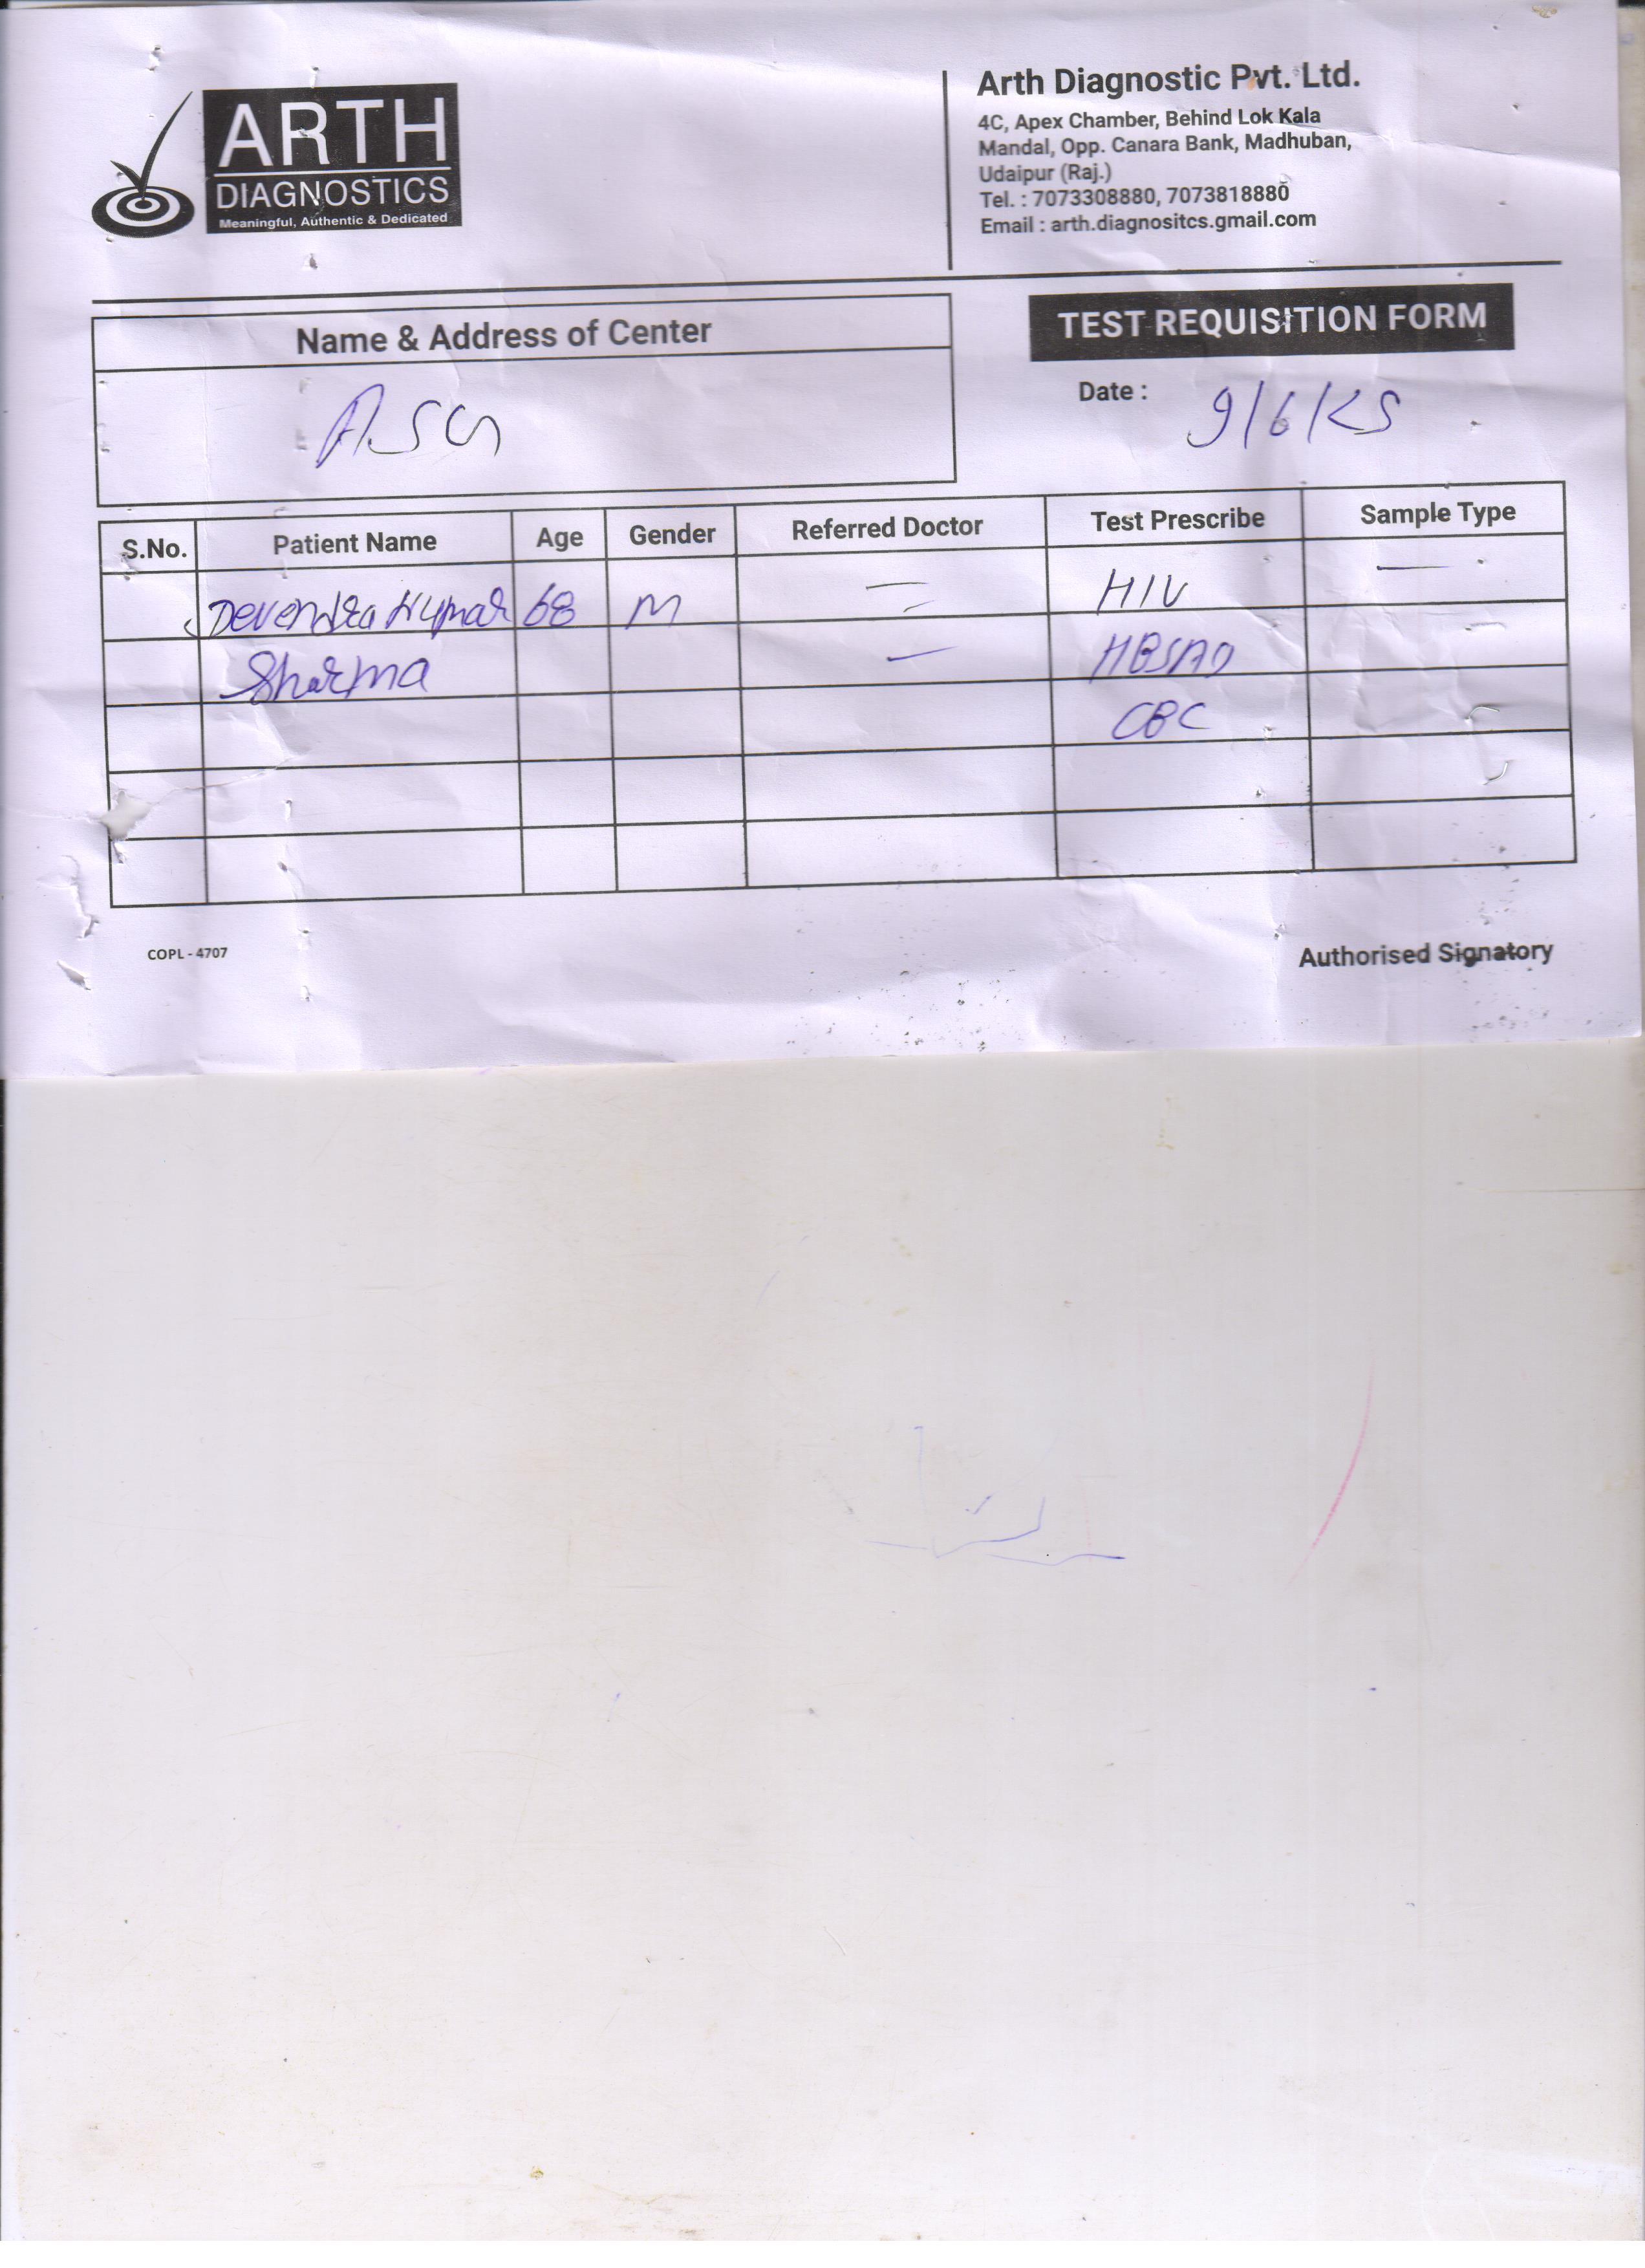 ARTH
DIAGNOSTICS
Meaningful, Authentic & Dedicated
Arth Diagnostic Pvt. Ltd.
4C, Apex Chamber, Behind Lok Kala
Mandal, Opp. Canara Bank, Madhuban,
Udaipur (Raj.)
Tel. : 7073308880, 7073818880
Email : arth.diagnositcs.gmail.com
Name & Address of Center
TEST REQUISITION FORM
ASG
Date :
S.No. Patient Name Age Gender Referred Doctor Test Prescribe Sample Type
Devendra Kumar 68 M — HIV —
Sharma — HBSAG
CBC
COPL - 4707
Authorised Signatory